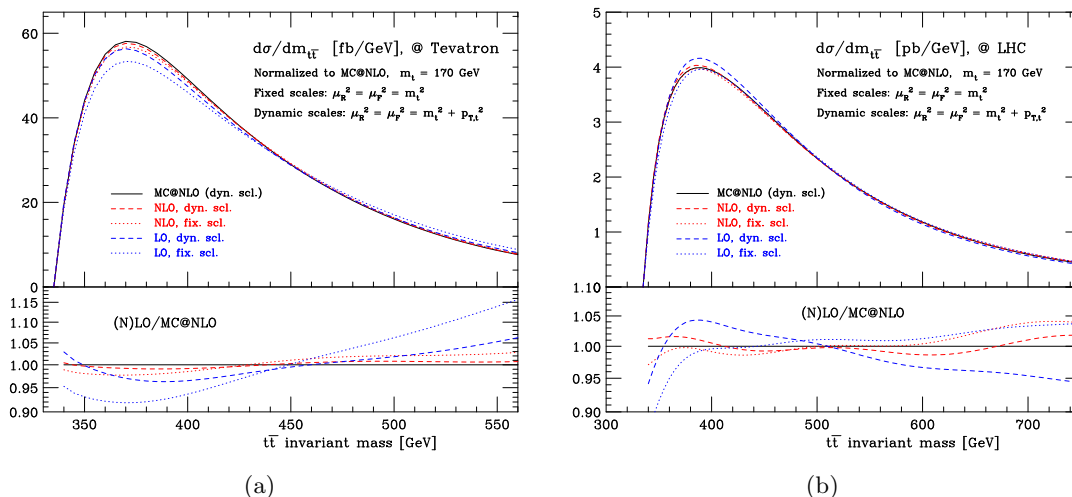 dσ/dm_{tt̅} [fb/GeV], @ Tevatron
Normalized to MC@NLO, m_t = 170 GeV
Fixed scales: μ_R^2 = μ_F^2 = m_t^2
Dynamic scales: μ_R^2 = μ_F^2 = m_t^2 + p_{T,t}^2
MC@NLO (dyn. scl.)
NLO, dyn. scl.
NLO, fix. scl.
LO, dyn. scl.
LO, fix. scl.
60
40
20
0
(N)LO/MC@NLO
1.15
1.10
1.05
1.00
0.95
0.90
350 400 450 500 550
tt̅ invariant mass [GeV]
(a)
dσ/dm_{tt̅} [pb/GeV], @ LHC
Normalized to MC@NLO, m_t = 170 GeV
Fixed scales: μ_R^2 = μ_F^2 = m_t^2
Dynamic scales: μ_R^2 = μ_F^2 = m_t^2 + p_{T,t}^2
MC@NLO (dyn. scl.)
NLO, dyn. scl.
NLO, fix. scl.
LO, dyn. scl.
LO, fix. scl.
5
4
3
2
1
0
(N)LO/MC@NLO
1.10
1.05
1.00
0.95
0.90
300 400 500 600 700
tt̅ invariant mass [GeV]
(b)